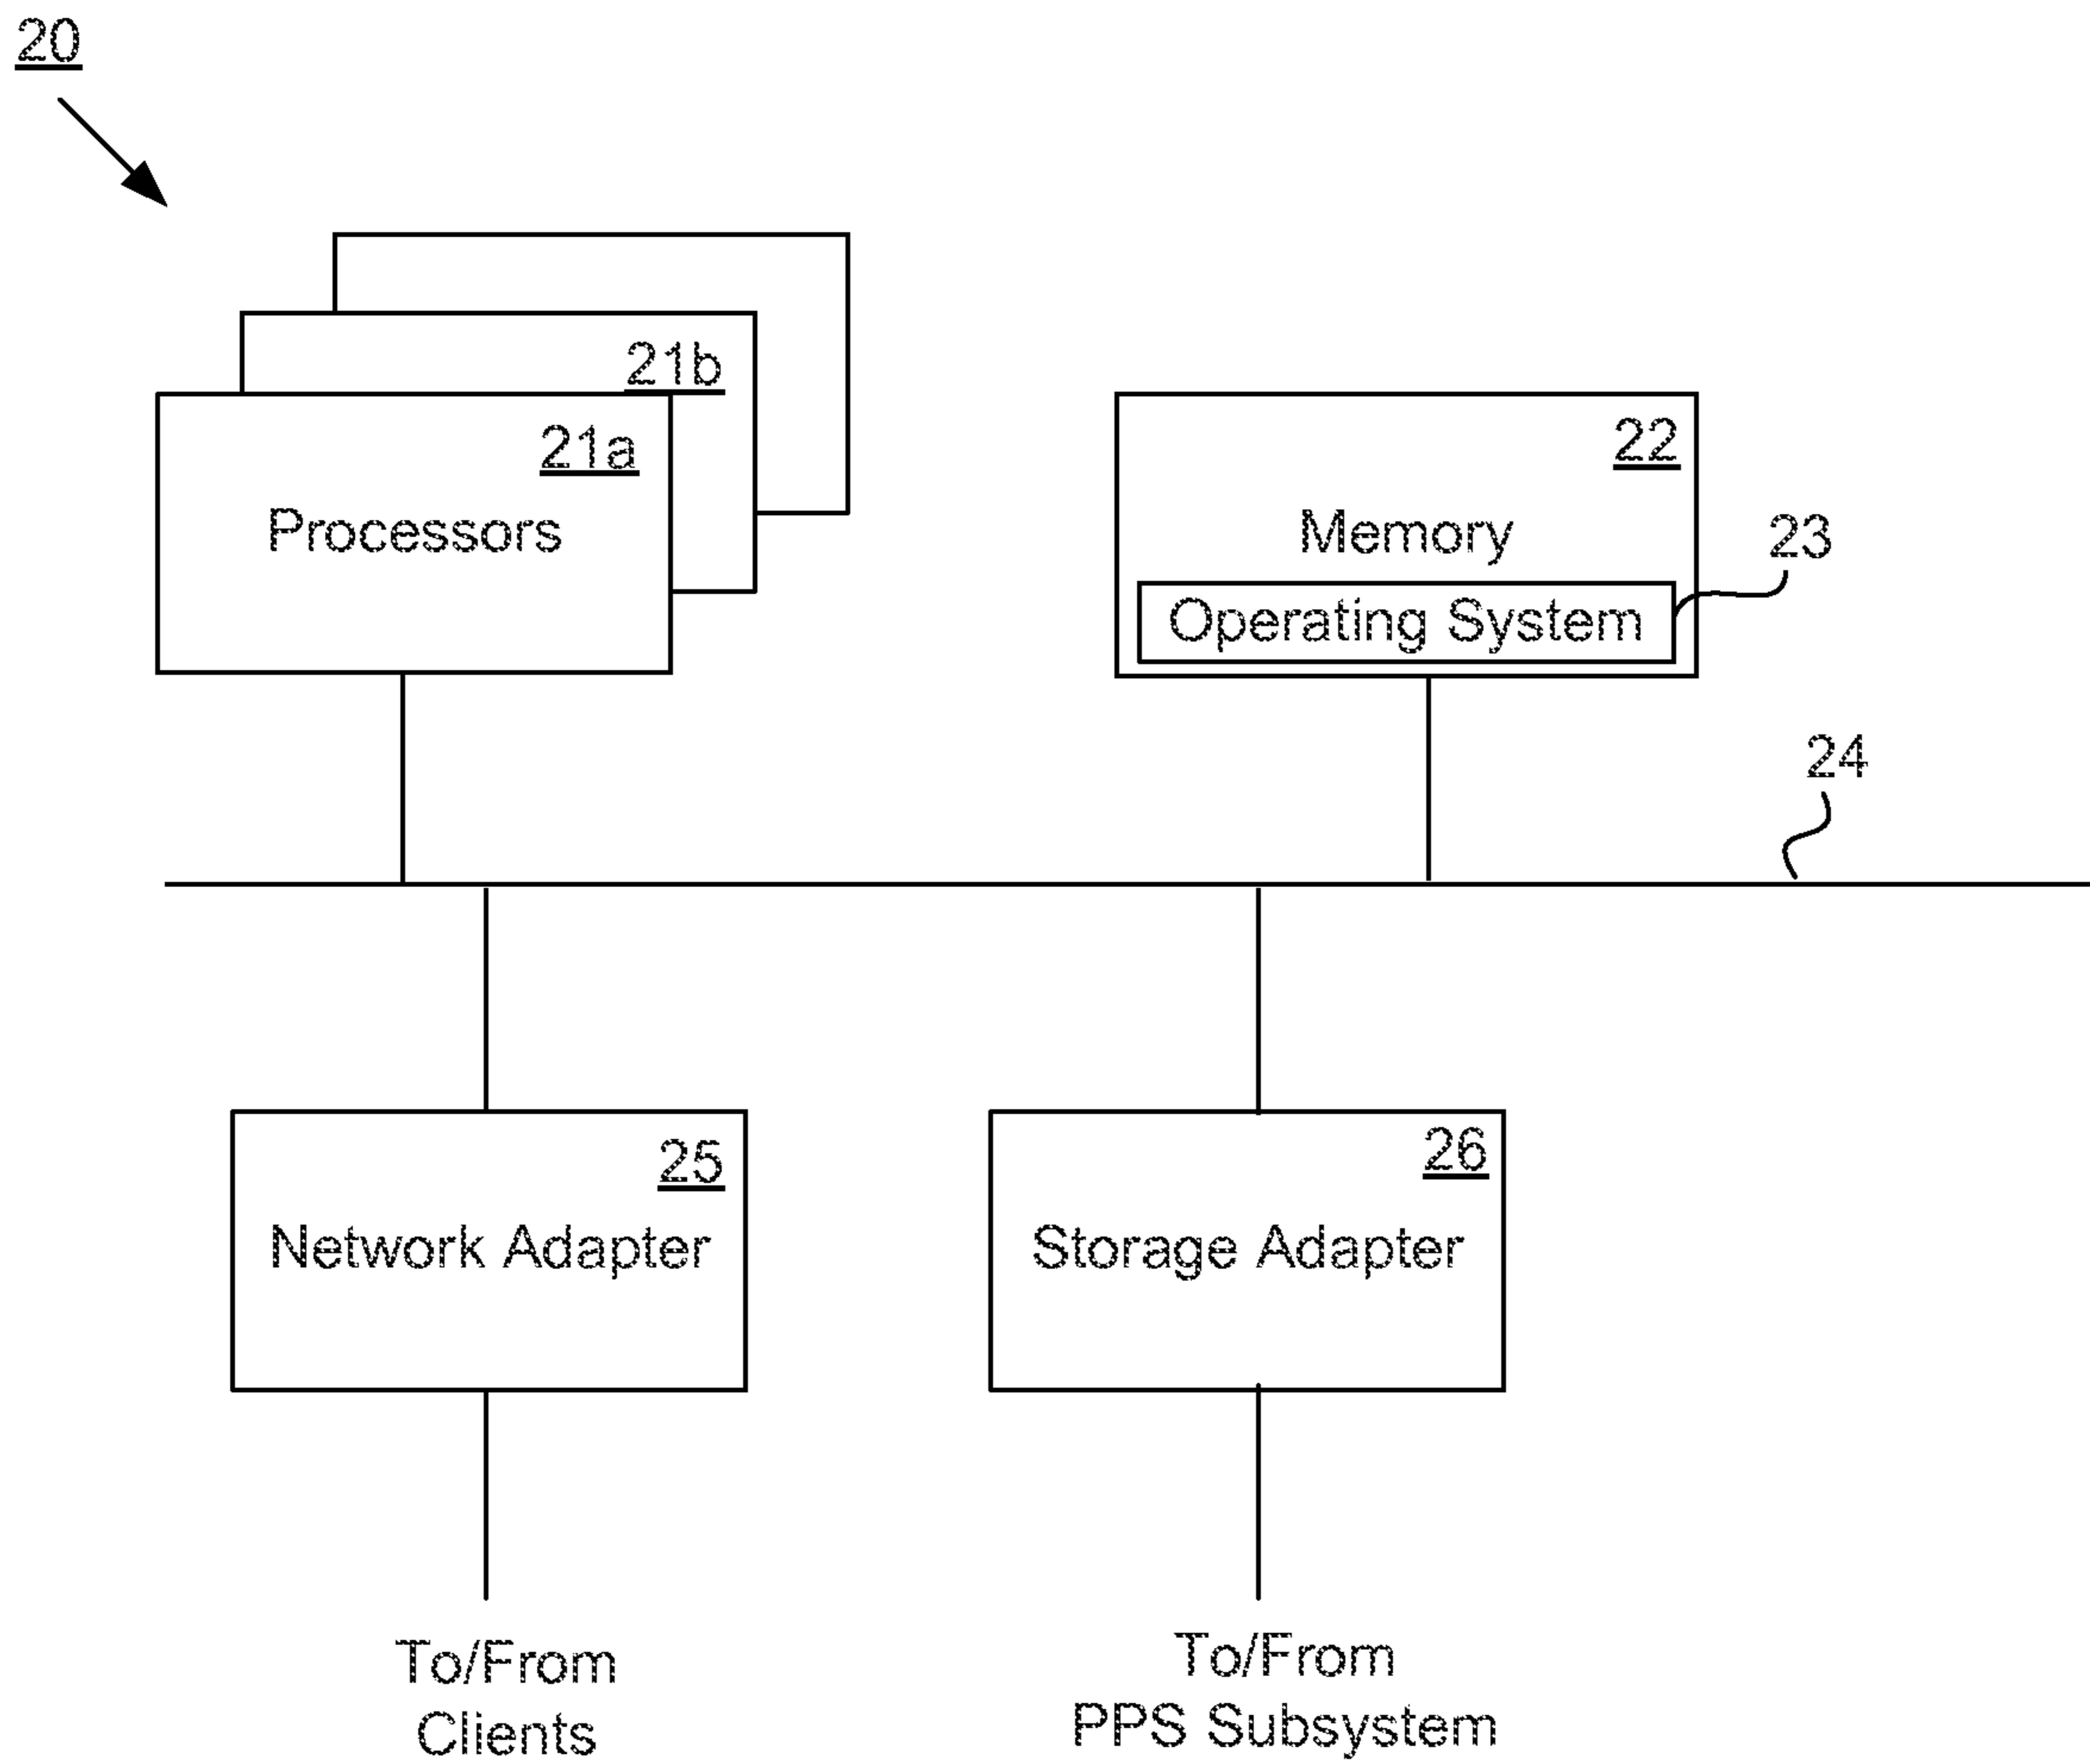 20
21b
21a
Processors
22
Memory
23
Operating System
24
25
Network Adapter
26
Storage Adapter
To/From
Clients
To/From
PPS Subsystem